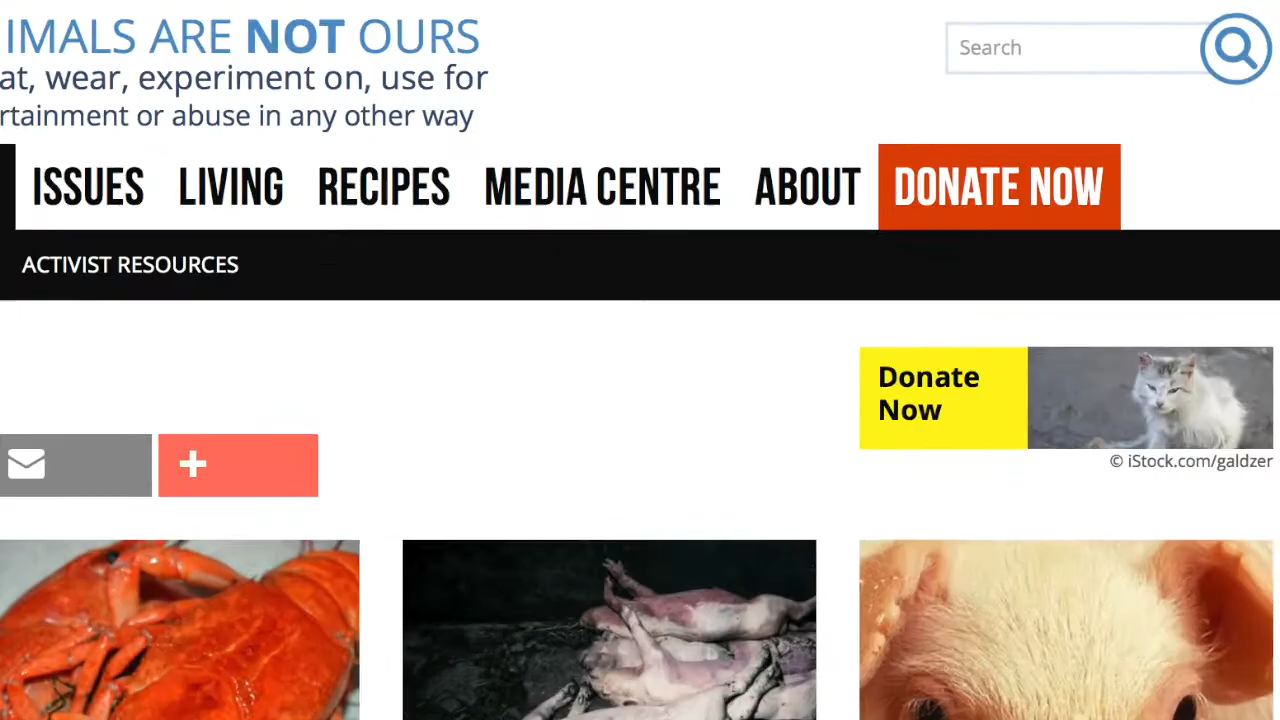 IMALS ARE NOT OURS
at, wear, experiment on, use for
rtainment or abuse in any other way
Search
ISSUES LIVING RECIPES MEDIA CENTRE ABOUT DONATE NOW
ACTIVIST RESOURCES
Donate
Now
© iStock.com/galdzer